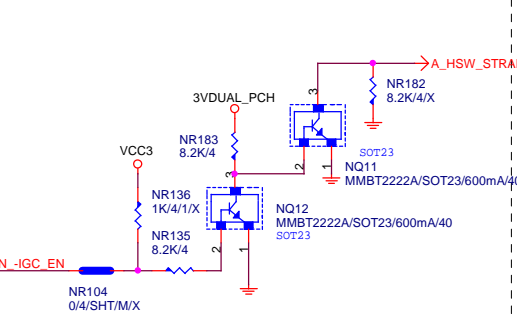 A_HSW_STRA
3
NR182
8.2K/4/X
3VDUAL_PCH
NR183
8.2K/4
SOT23
VCC3
2
1
NQ11
MMBT2222A/SOT23/600mA/40
3
NR136
1K/4/1/X
NQ12
MMBT2222A/SOT23/600mA/40
SOT23
NR135
8.2K/4
2
1
N_-IGC_EN
NR104
0/4/SHT/M/X